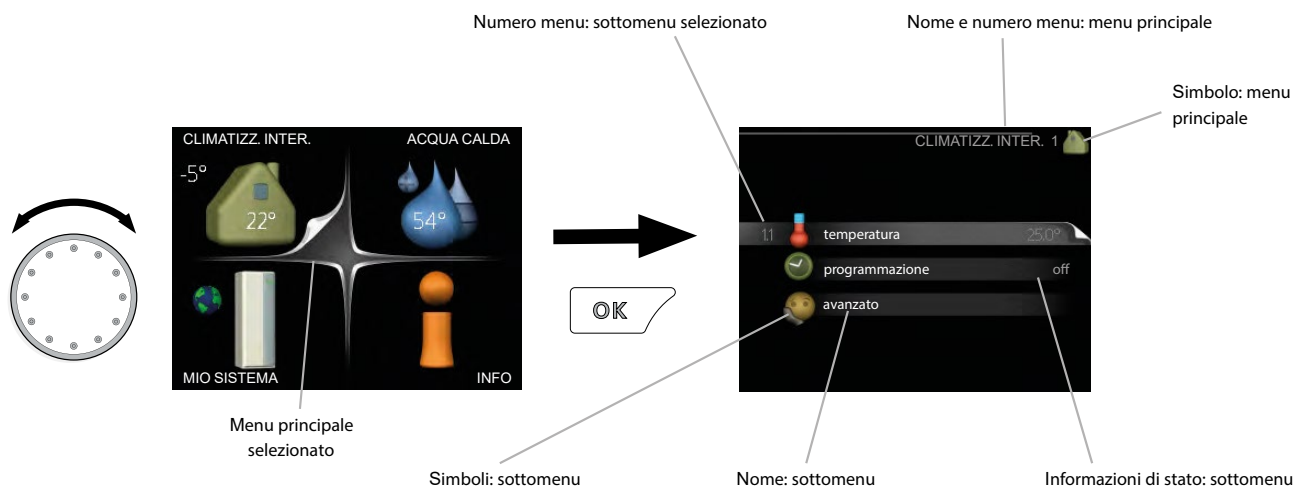 Numero menu: sottomenu selezionato
Nome e numero menu: menu principale
Simbolo: menu
principale
CLIMATIZZ. INTER.
ACQUA CALDA
-5°
22°
54°
MIO SISTEMA
INFO
OK
CLIMATIZZ. INTER. 1
1.1
temperatura
25.0°
programmazione
off
avanzato
Menu principale
selezionato
Simboli: sottomenu
Nome: sottomenu
Informazioni di stato: sottomenu